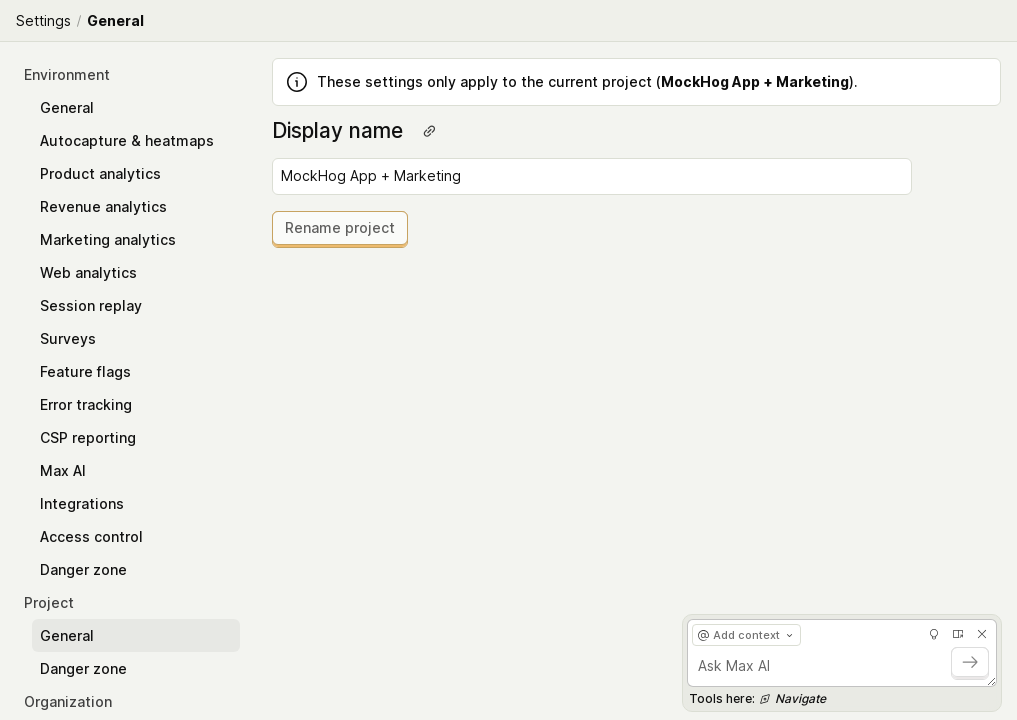 Settings / General
Environment
General
Autocapture & heatmaps
Product analytics
Revenue analytics
Marketing analytics
Web analytics
Session replay
Surveys
Feature flags
Error tracking
CSP reporting
Max AI
Integrations
Access control
Danger zone
Project
General
Danger zone
Organization
These settings only apply to the current project (MockHog App + Marketing).
Display name
MockHog App + Marketing
Rename project
@ Add context
Ask Max AI
Tools here: Navigate